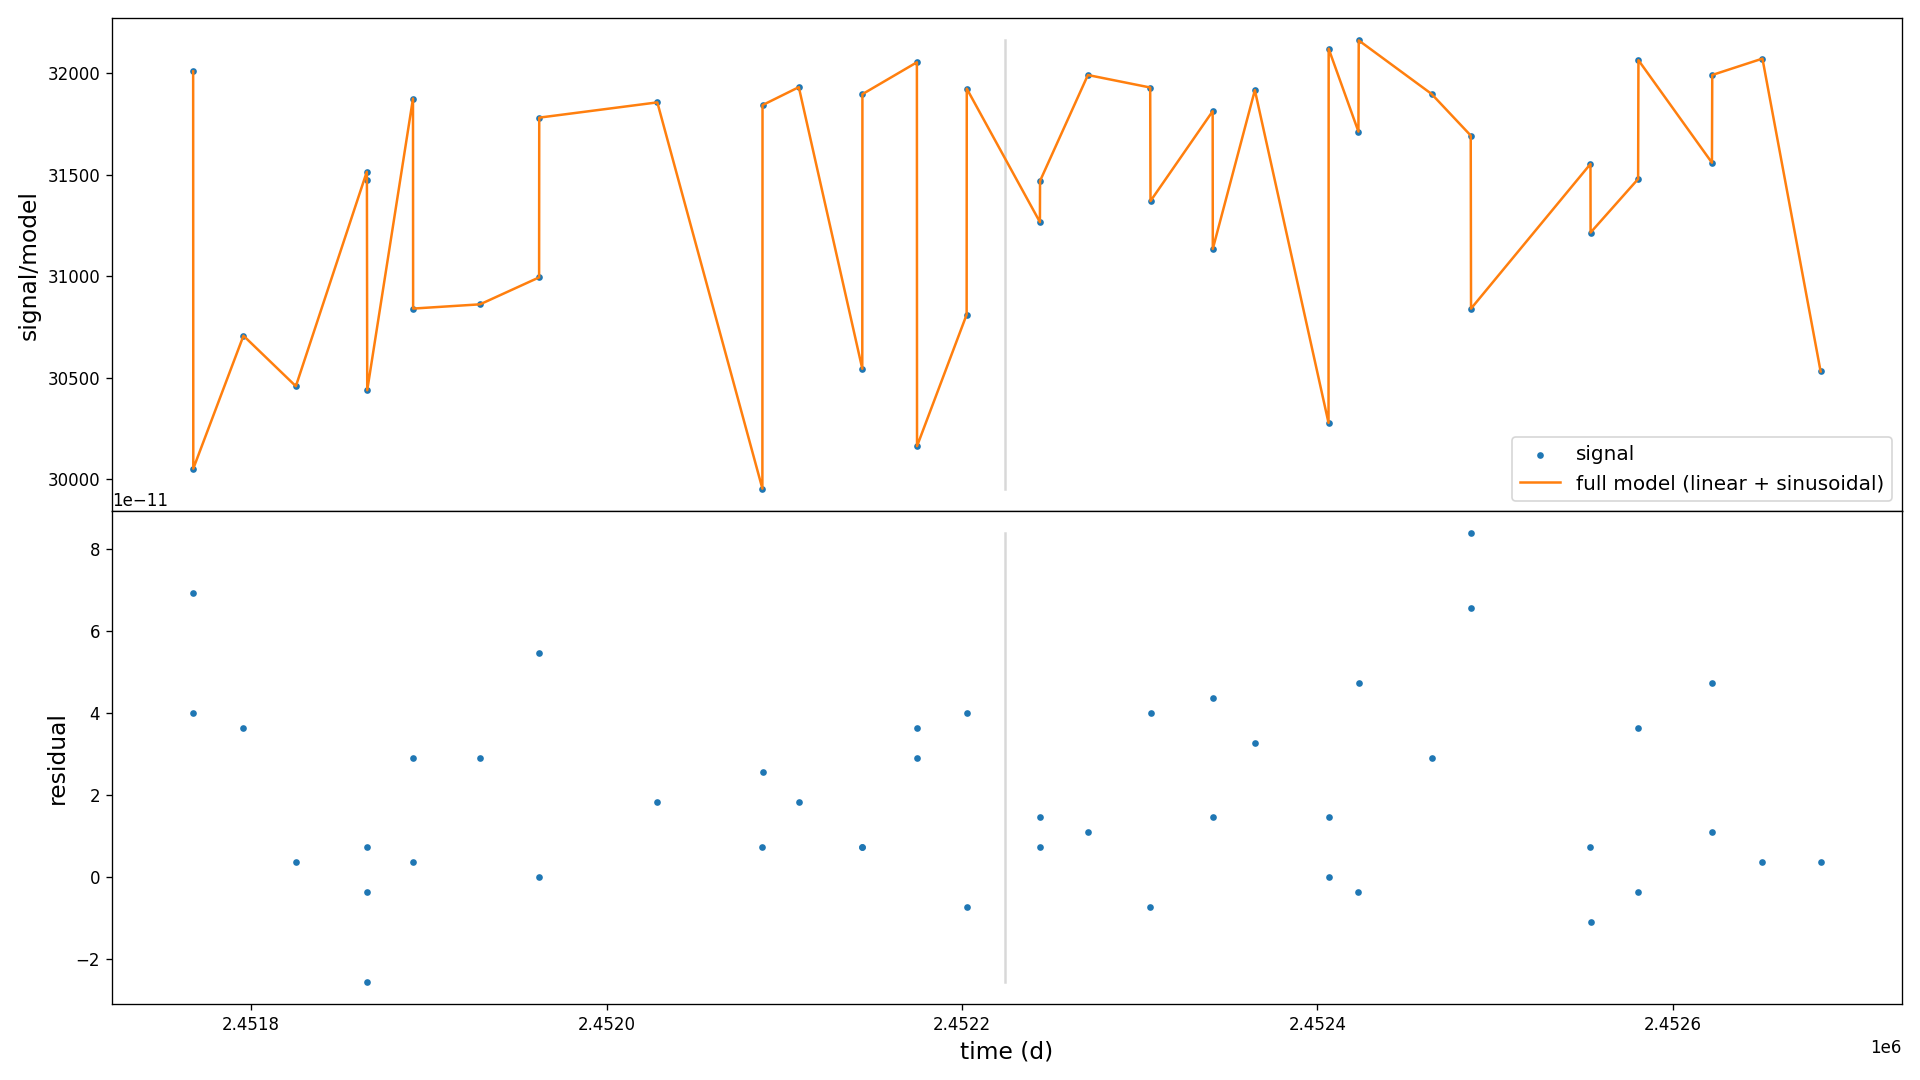 signal/model
32000
31500
31000
30500
30000
signal
full model (linear + sinusoidal)
1e−11
residual
8
6
4
2
0
−2
2.4518
2.4520
2.4522
2.4524
2.4526
time (d)
1e6